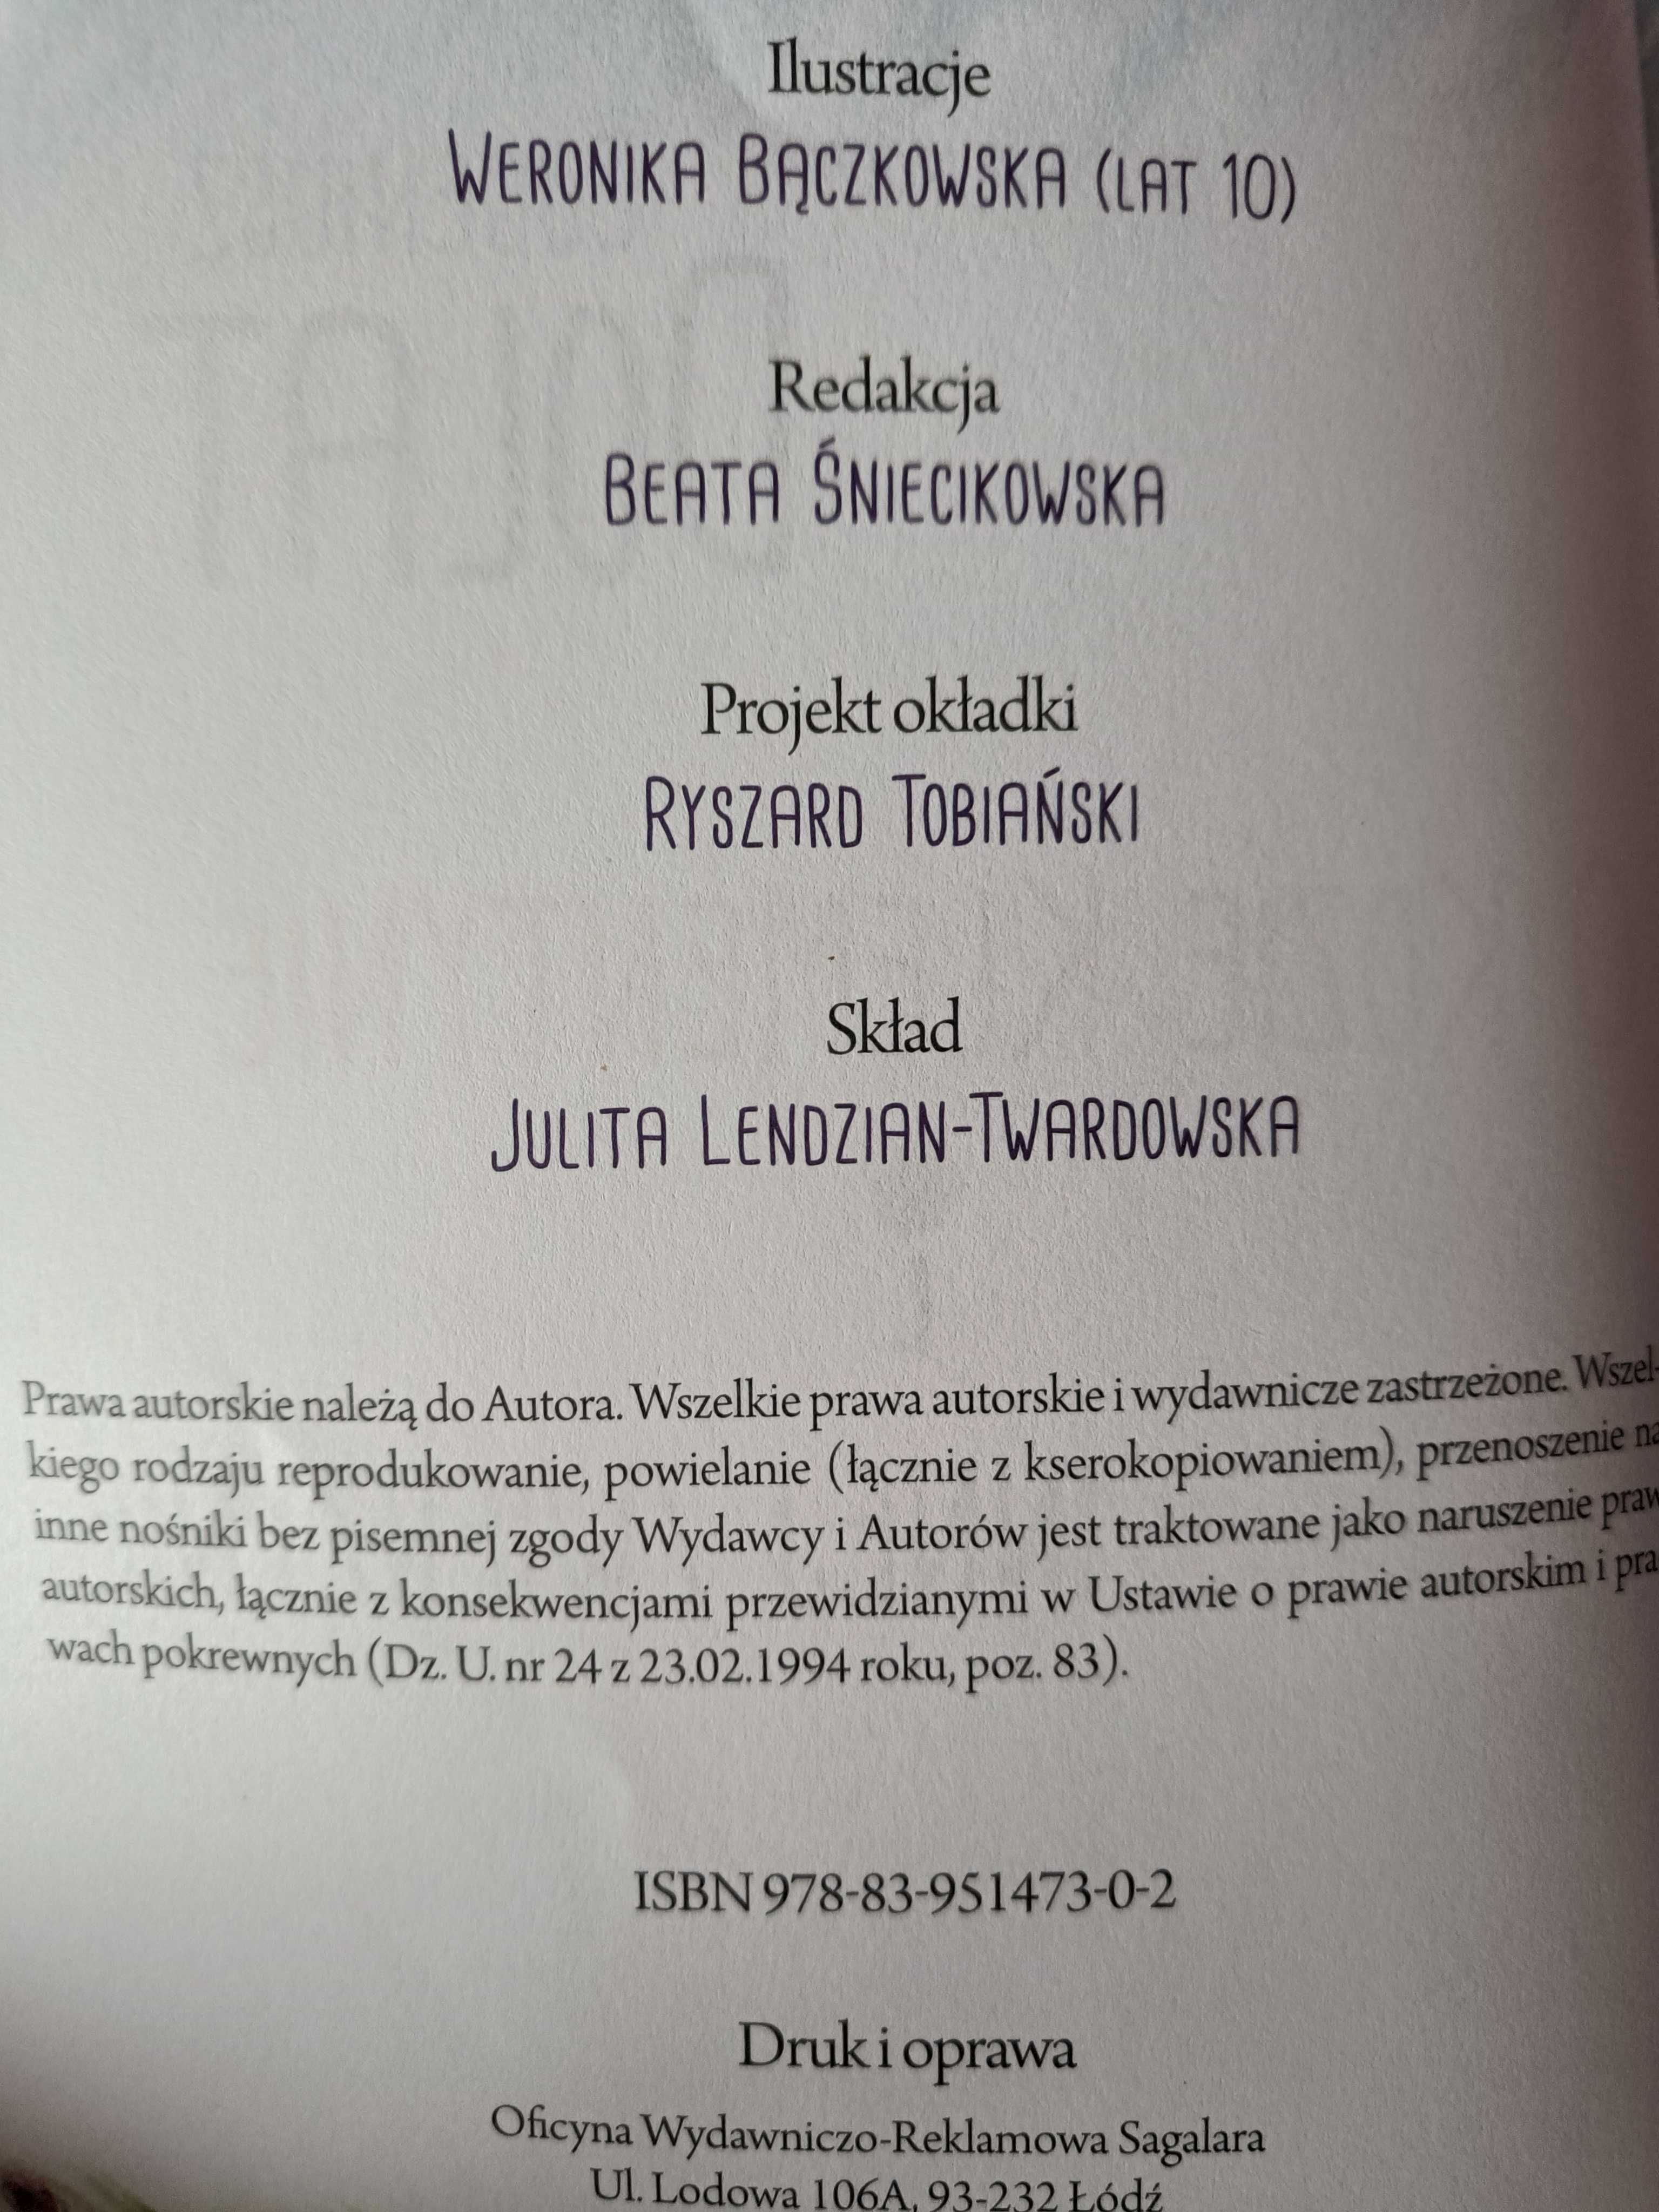 Ilustracje
WERONIKA BĄCZKOWSKA (LAT 10)
Redakcja
BEATA ŚNIECIKOWSKA
Projekt okładki
RYSZARD TOBIAŃSKI
Skład
JULITA LENDZIAN-TWARDOWSKA
Prawa autorskie należą do Autora. Wszelkie prawa autorskie i wydawnicze zastrzeżone. Wszel-
kiego rodzaju reprodukowanie, powielanie (łącznie z kserokopiowaniem), przenoszenie na
inne nośniki bez pisemnej zgody Wydawcy i Autorów jest traktowane jako naruszenie praw
autorskich, łącznie z konsekwencjami przewidzianymi w Ustawie o prawie autorskim i pra
wach pokrewnych (Dz. U. nr 24 z 23.02.1994 roku, poz. 83).
ISBN 978-83-951473-0-2
Druk i oprawa
Oficyna Wydawniczo-Reklamowa Sagalara
Ul. Lodowa 106A, 93-232 Łódź